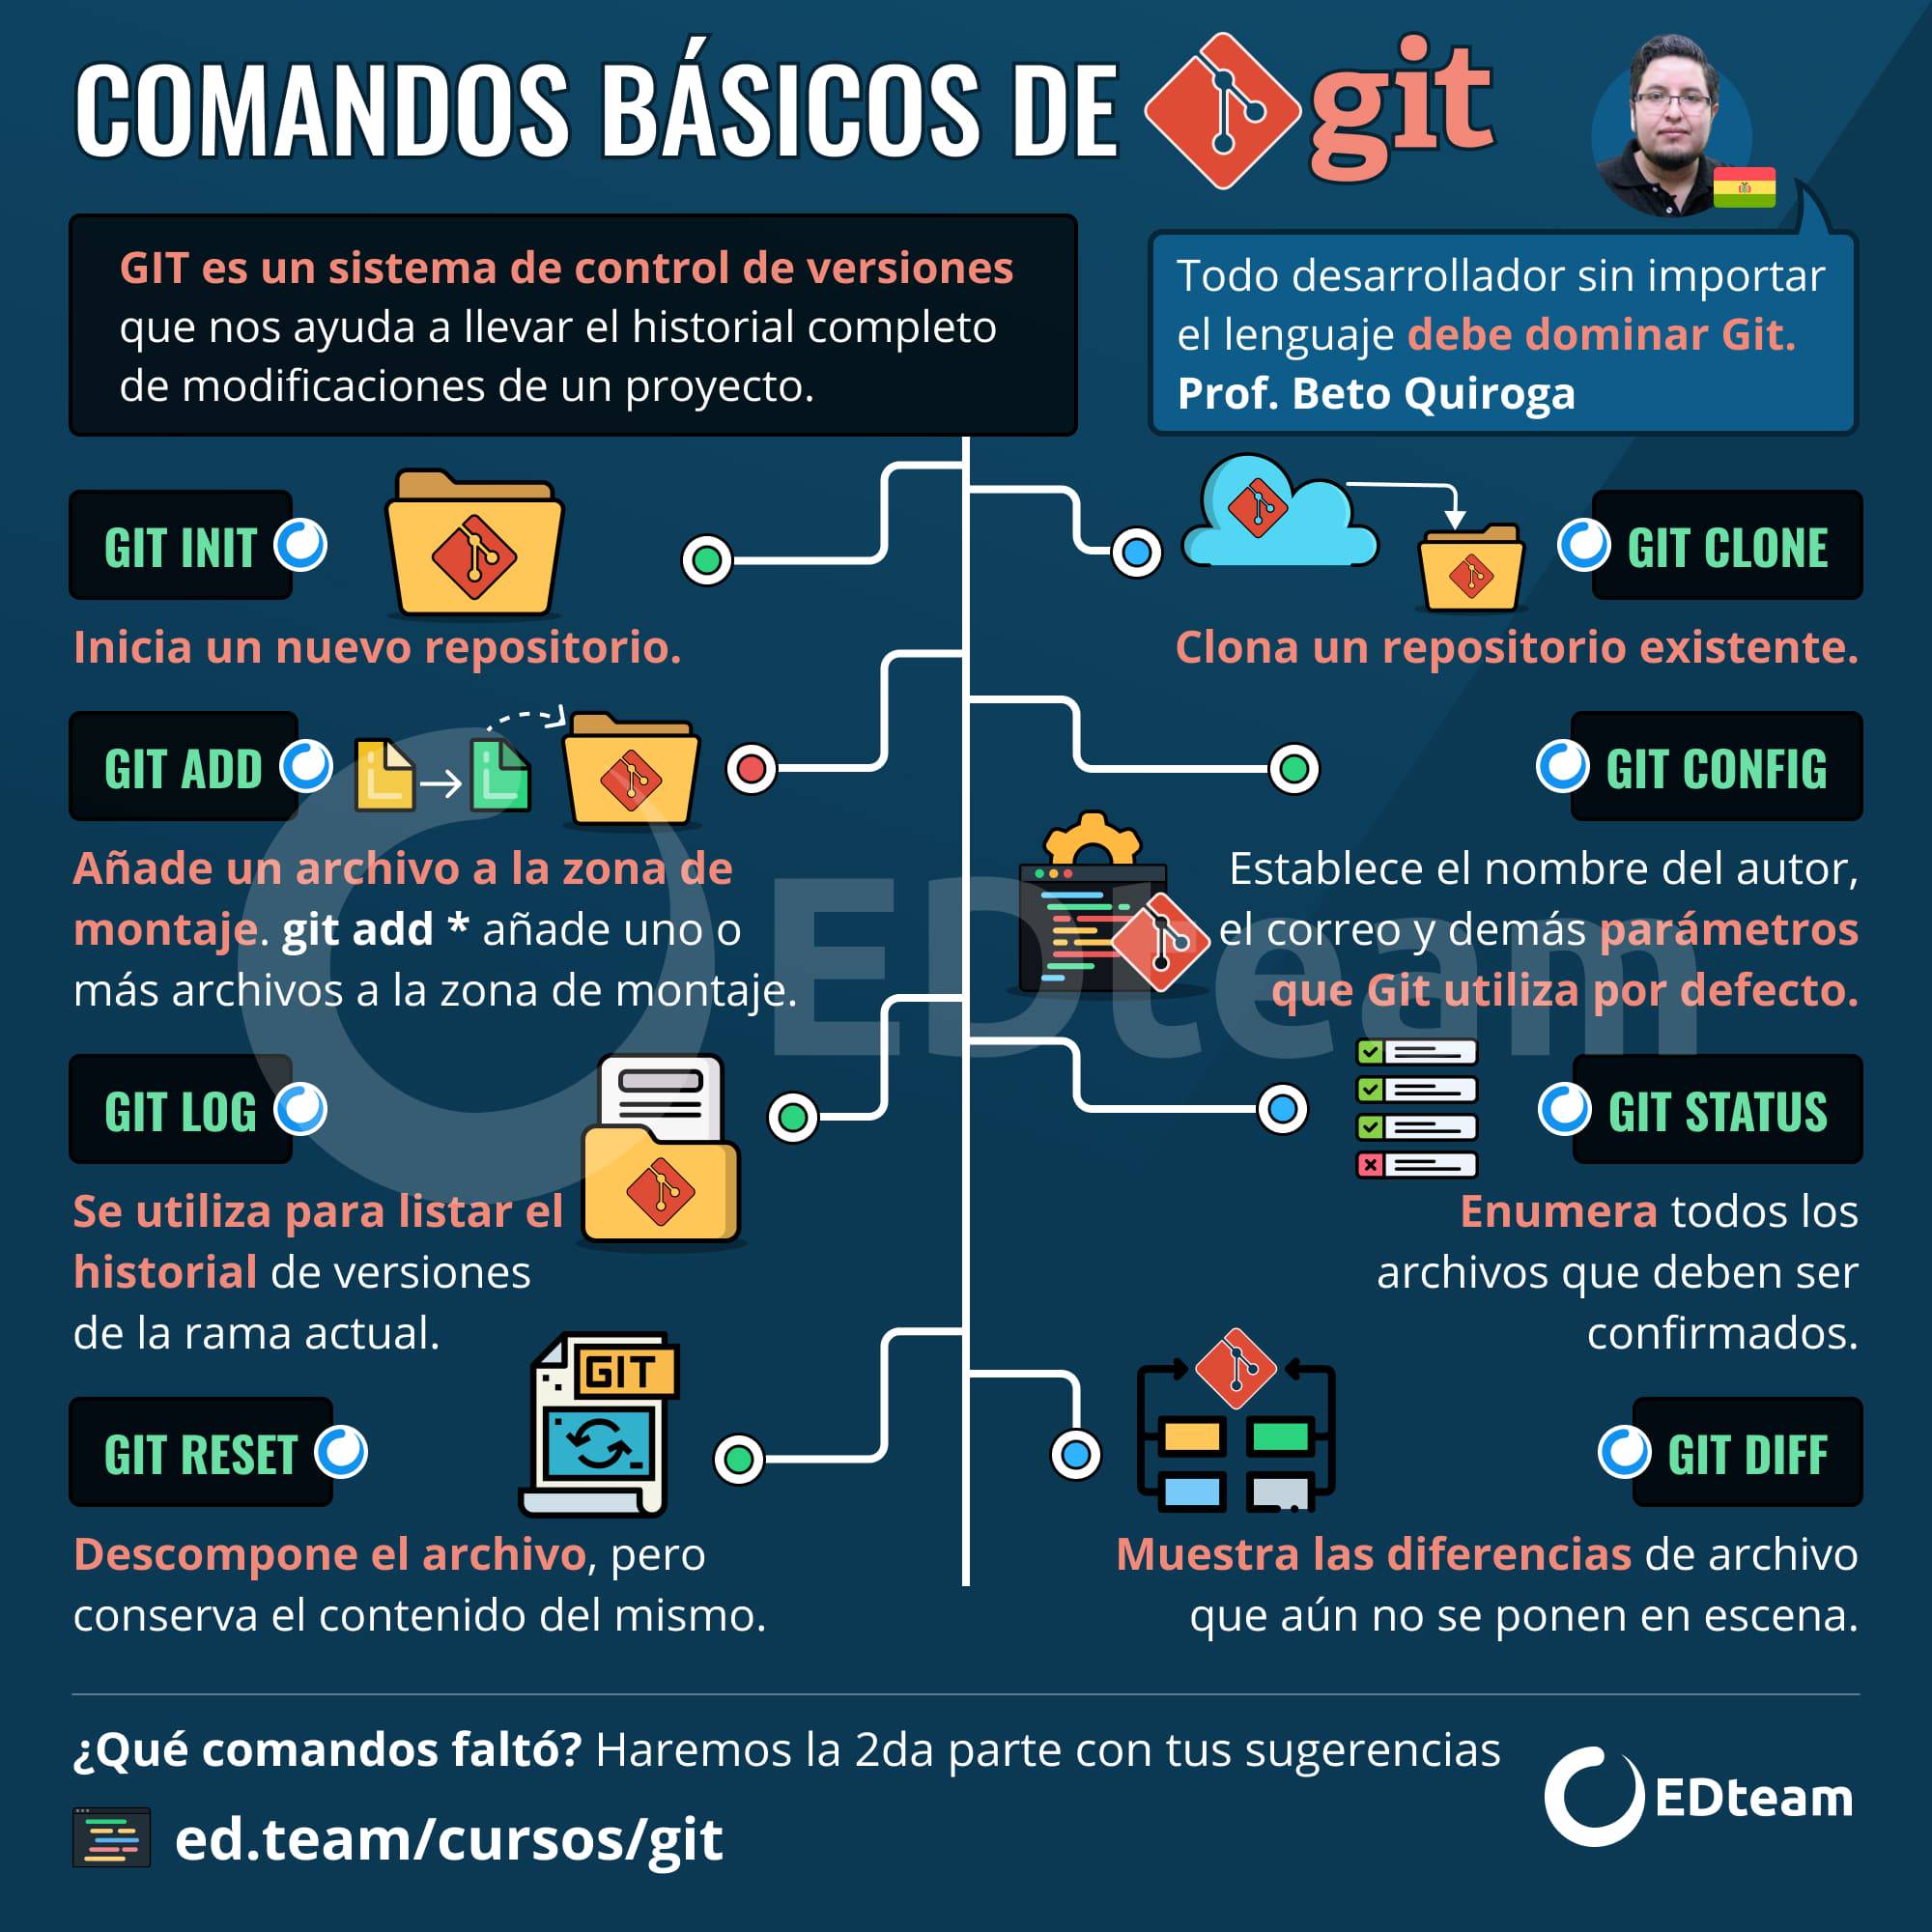 COMANDOS BÁSICOS DE git
GIT es un sistema de control de versiones
que nos ayuda a llevar el historial completo
de modificaciones de un proyecto.
Todo desarrollador sin importar
el lenguaje debe dominar Git.
Prof. Beto Quiroga
GIT INIT
Inicia un nuevo repositorio.
GIT CLONE
Clona un repositorio existente.
GIT ADD
Añade un archivo a la zona de
montaje. git add * añade uno o
más archivos a la zona de montaje.
GIT CONFIG
Establece el nombre del autor,
el correo y demás parámetros
que Git utiliza por defecto.
EDteam
GIT LOG
Se utiliza para listar el
historial de versiones
de la rama actual.
GIT STATUS
Enumera todos los
archivos que deben ser
confirmados.
GIT RESET
GIT
Descompone el archivo, pero
conserva el contenido del mismo.
GIT DIFF
Muestra las diferencias de archivo
que aún no se ponen en escena.
¿Qué comandos faltó? Haremos la 2da parte con tus sugerencias
ed.team/cursos/git
EDteam